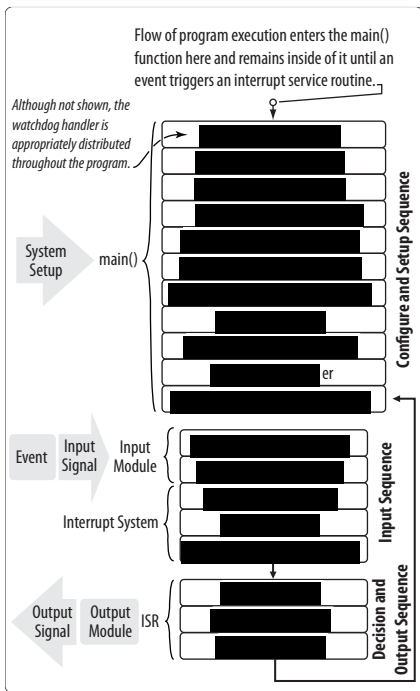 Flow of program execution enters the main()
function here and remains inside of it until an
event triggers an interrupt service routine.
Although not shown, the
watchdog handler is
appropriately distributed
throughout the program.
System
Setup
main()
er
Configure and Setup Sequence
Event
Input
Signal
Input
Module
Interrupt System
Input Sequence
Output
Signal
Output
Module
ISR
Decision and
Output Sequence